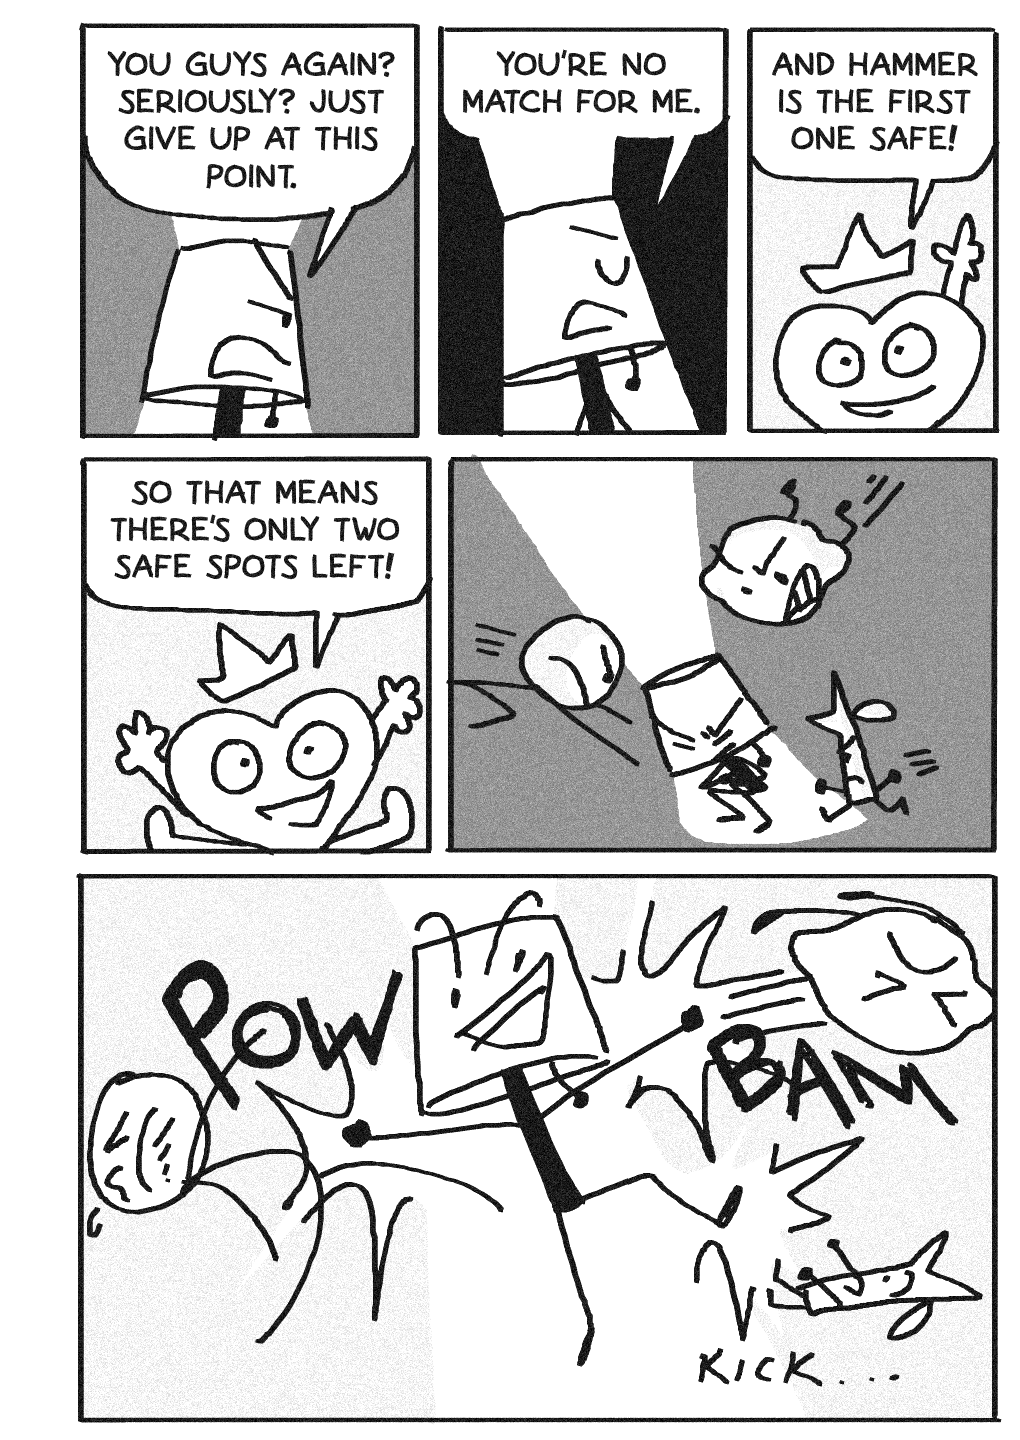 YOU GUYS AGAIN?
SERIOUSLY? JUST
GIVE UP AT THIS
POINT.
YOU'RE NO
MATCH FOR ME.
AND HAMMER
IS THE FIRST
ONE SAFE!
SO THAT MEANS
THERE'S ONLY TWO
SAFE SPOTS LEFT!
POW
BAM
KICK...